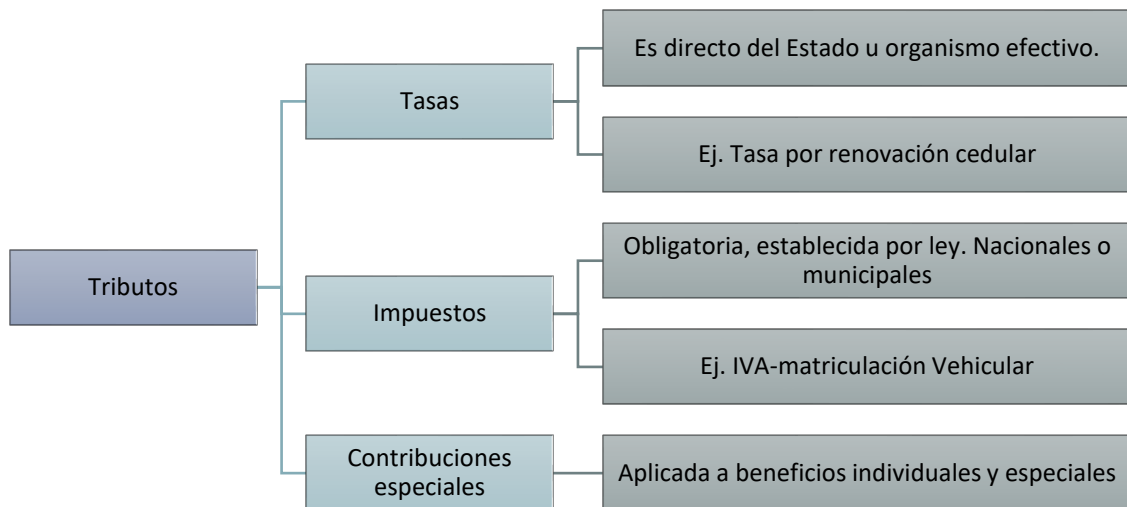 Tributos
Tasas
Es directo del Estado u organismo efectivo.
Ej. Tasa por renovación cedular
Impuestos
Obligatoria, establecida por ley. Nacionales o
municipales
Ej. IVA-matriculación Vehicular
Contribuciones
especiales
Aplicada a beneficios individuales y especiales